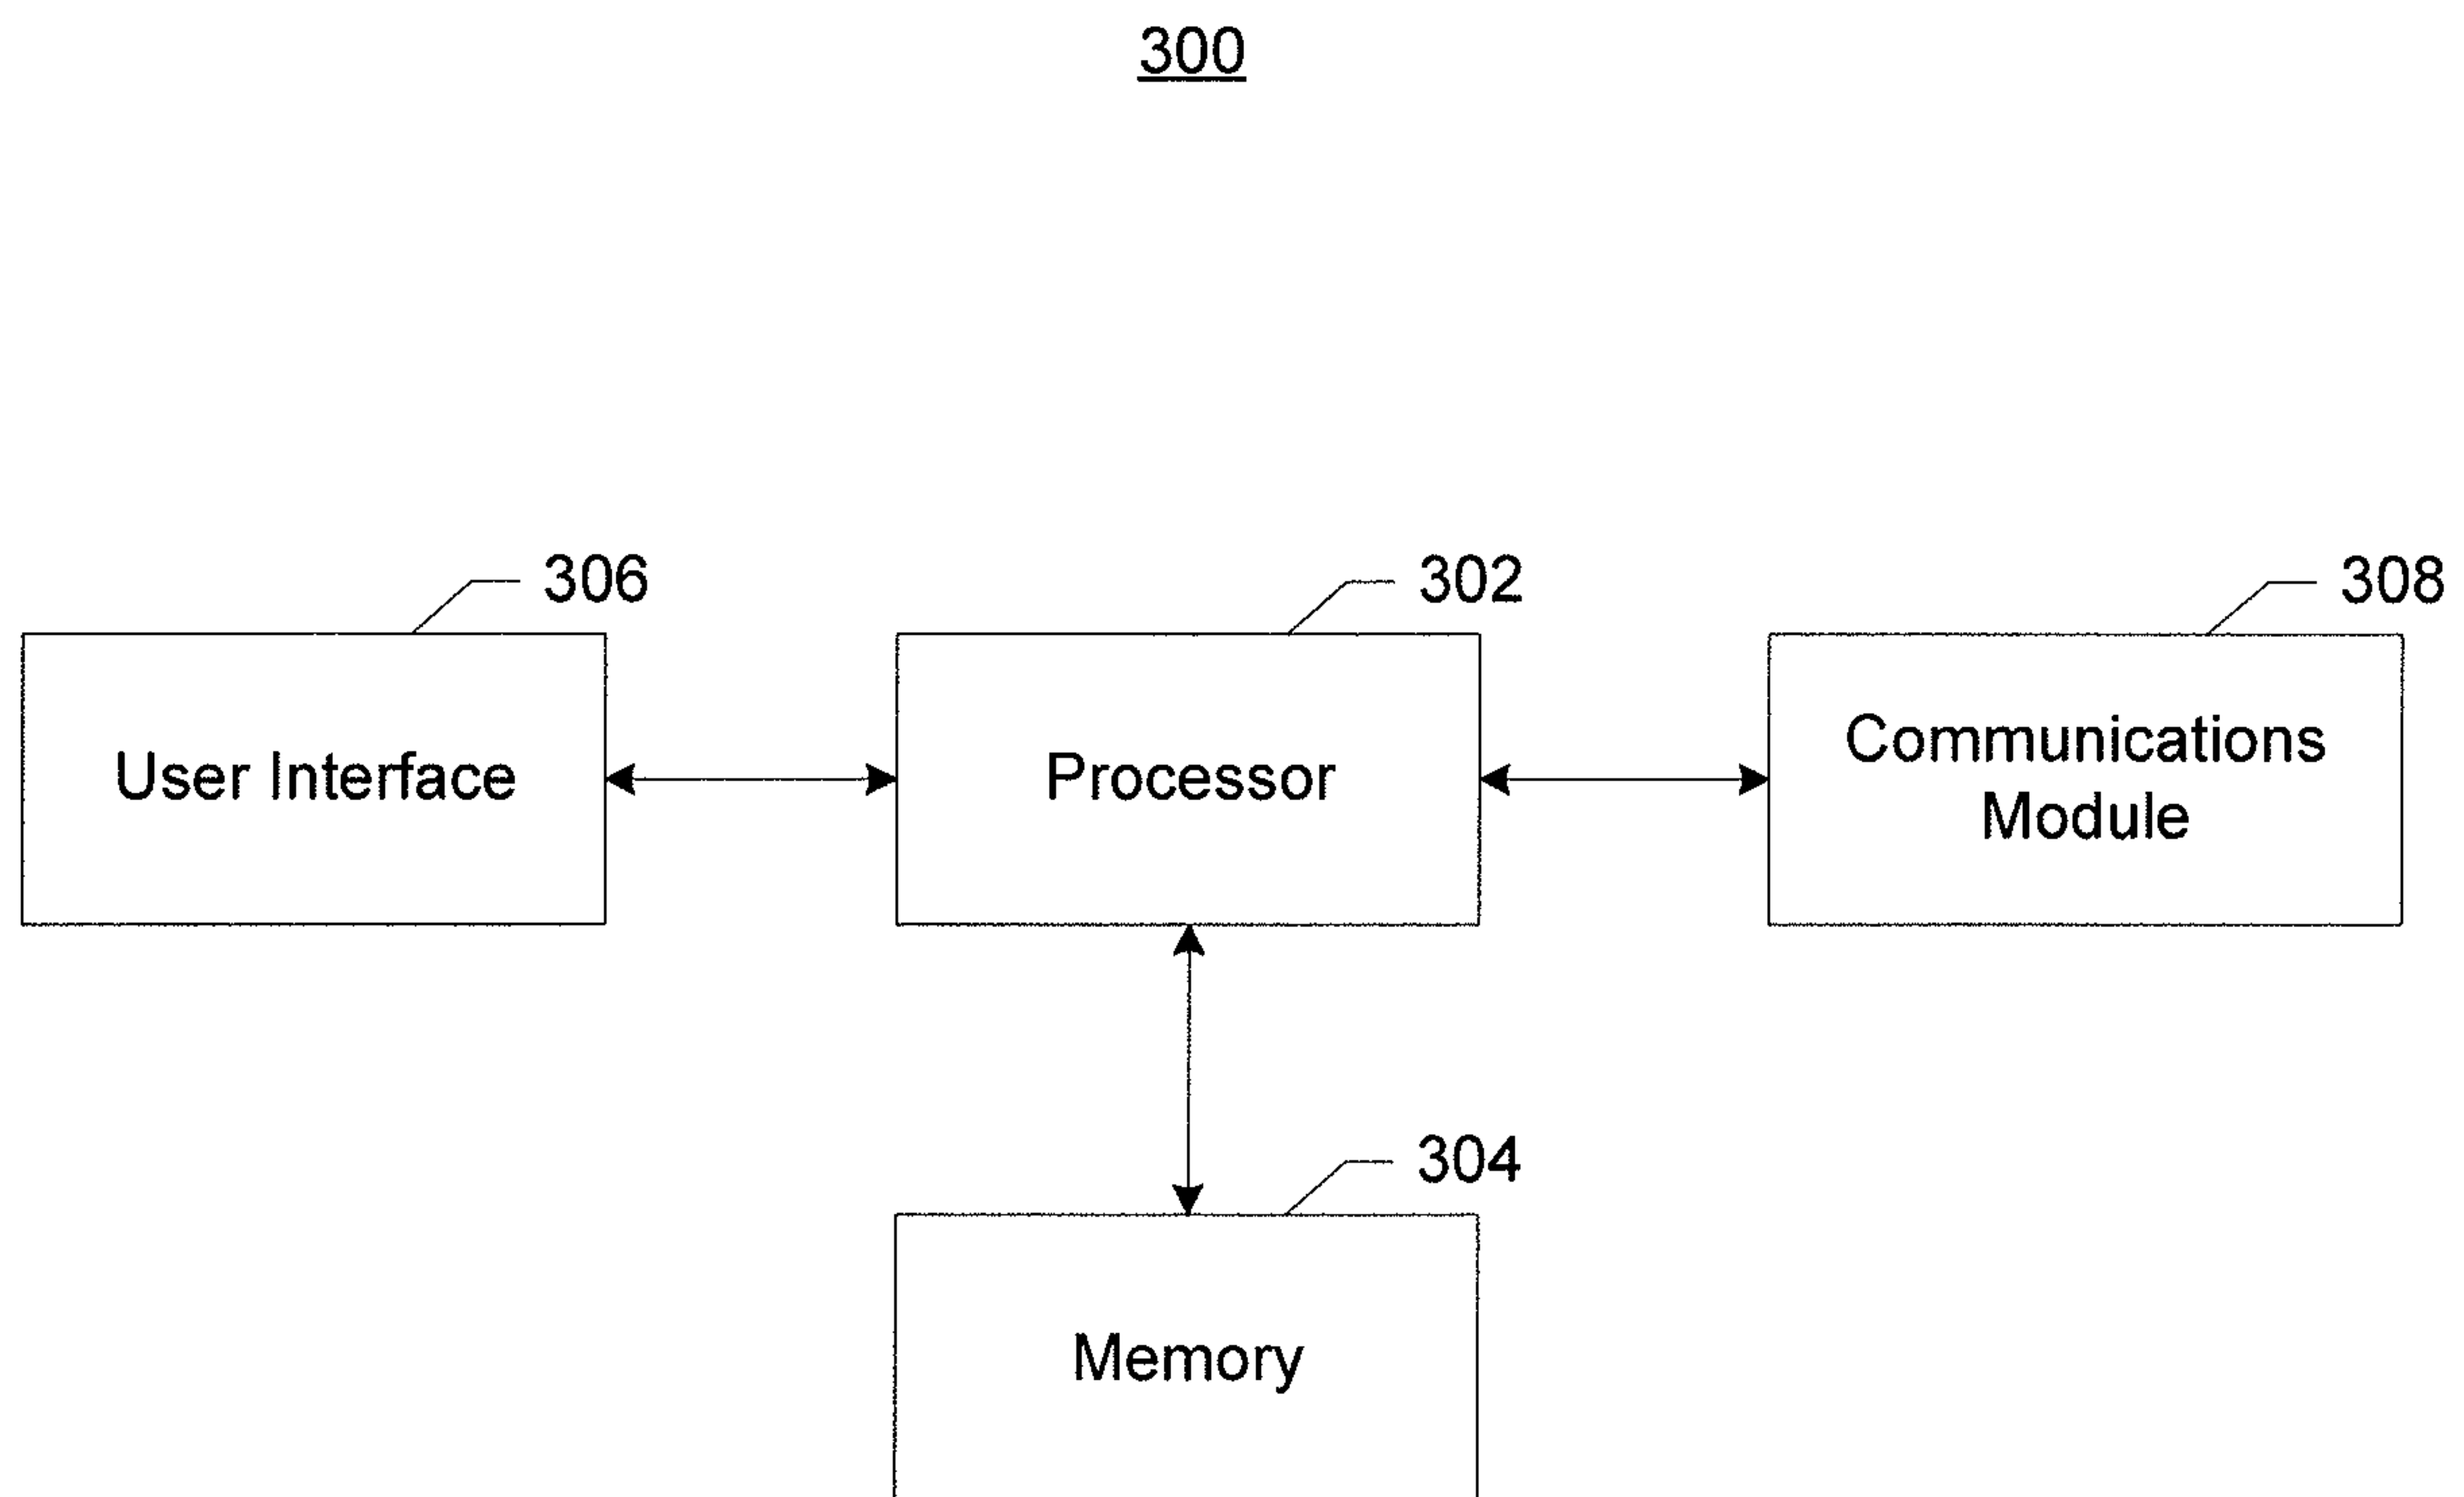 300
306
302
308
User Interface
Processor
Communications
Module
304
Memory